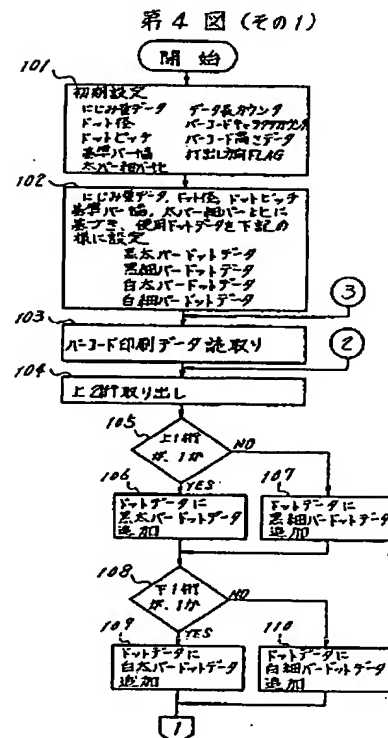 第4図 (その1)
開始
101
初期設定
にじみ量データ データ長カウンタ
ドット径 バーコードキャラクタカウンタ
ドットピッチ バーコード高さデータ
基準バー幅 打出し方向FLAG
太バー細バー比
102
にじみ量データ、ドット径、ドットピッチ
基準バー幅、太バー細バー比に
基づき、使用ドットデータを下記の
様に設定
黒太バードットデータ
黒細バードットデータ
白太バードットデータ
白細バードットデータ
3
103
バーコード印刷データ読取り
2
104
上2桁取り出し
105
上1桁
が、1か
NO
YES
106
ドットデータに
黒太バードットデータ
追加
107
ドットデータに
黒細バードットデータ
追加
108
下1桁
が、1か
NO
YES
109
ドットデータに
白太バードットデータ
追加
110
ドットデータに
白細バードットデータ
追加
1